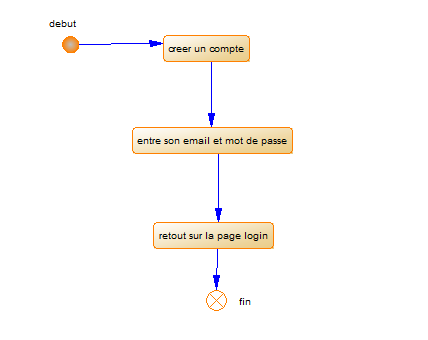 debut
creer un compte
entre son email et mot de passe
retout sur la page login
fin